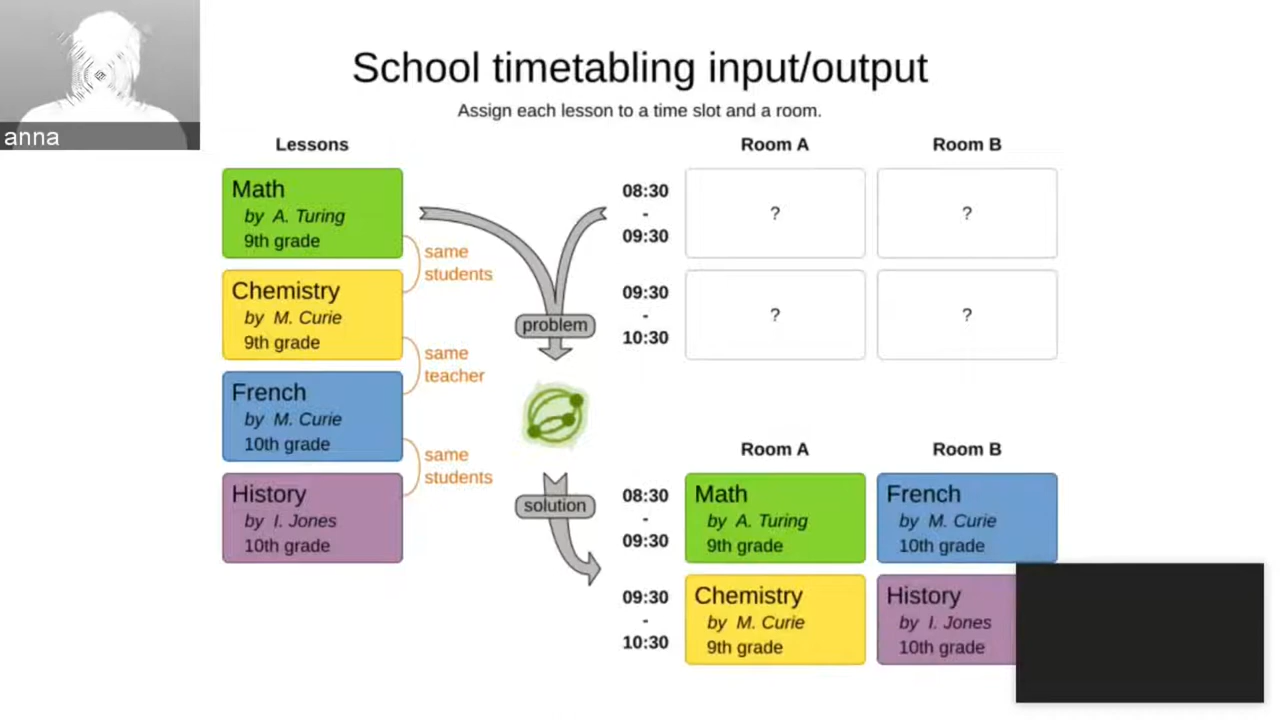 School timetabling input/output
Assign each lesson to a time slot and a room.
anna
Lessons
Math
by A. Turing
9th grade
same
students
Chemistry
by M. Curie
9th grade
same
teacher
French
by M. Curie
10th grade
same
students
History
by I. Jones
10th grade
problem
solution
Room A
Room B
08:30
-
09:30
?
?
09:30
-
10:30
?
?
Room A
Room B
08:30
-
09:30
Math
by A. Turing
9th grade
French
by M. Curie
10th grade
09:30
-
10:30
Chemistry
by M. Curie
9th grade
History
by I. Jones
10th grade